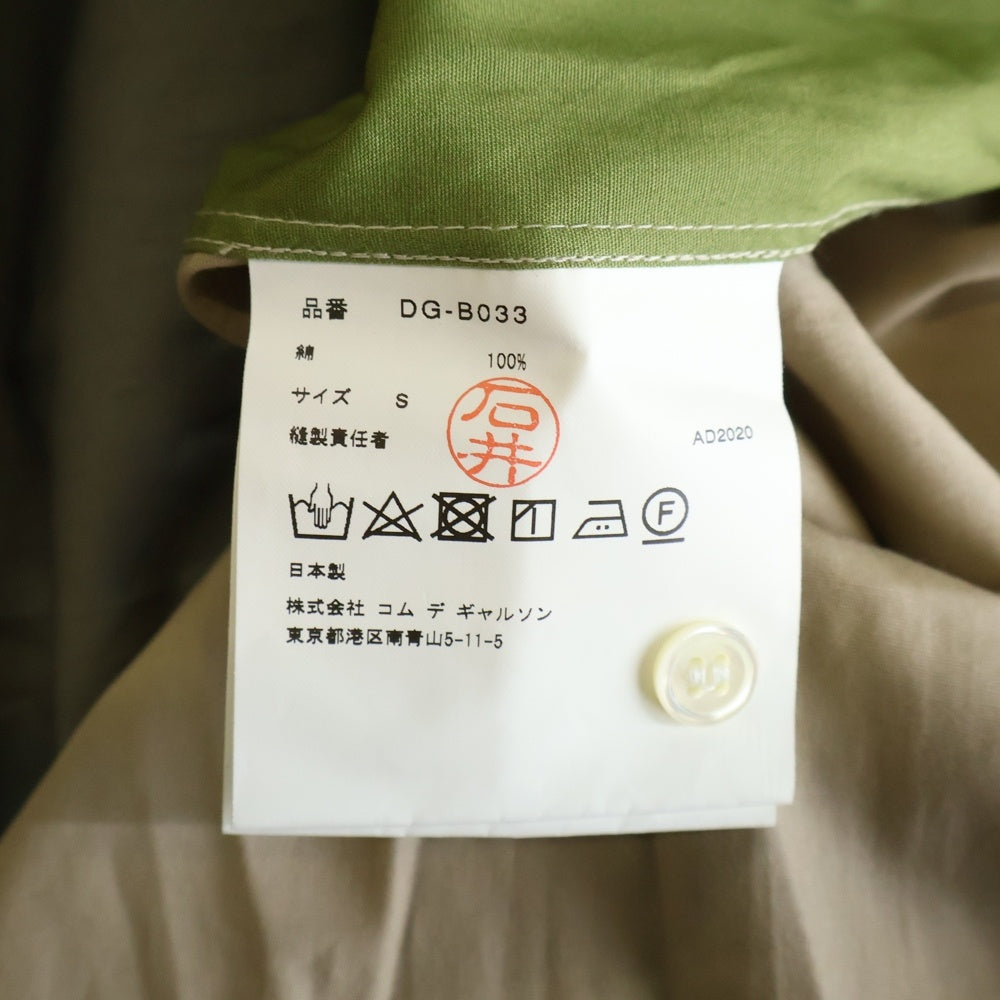 品番 DG-B033
綿 100%
サイズ S
縫製責任者 石井 AD2020
F
日本製
株式会社 コム デ ギャルソン
東京都港区南青山5-11-5